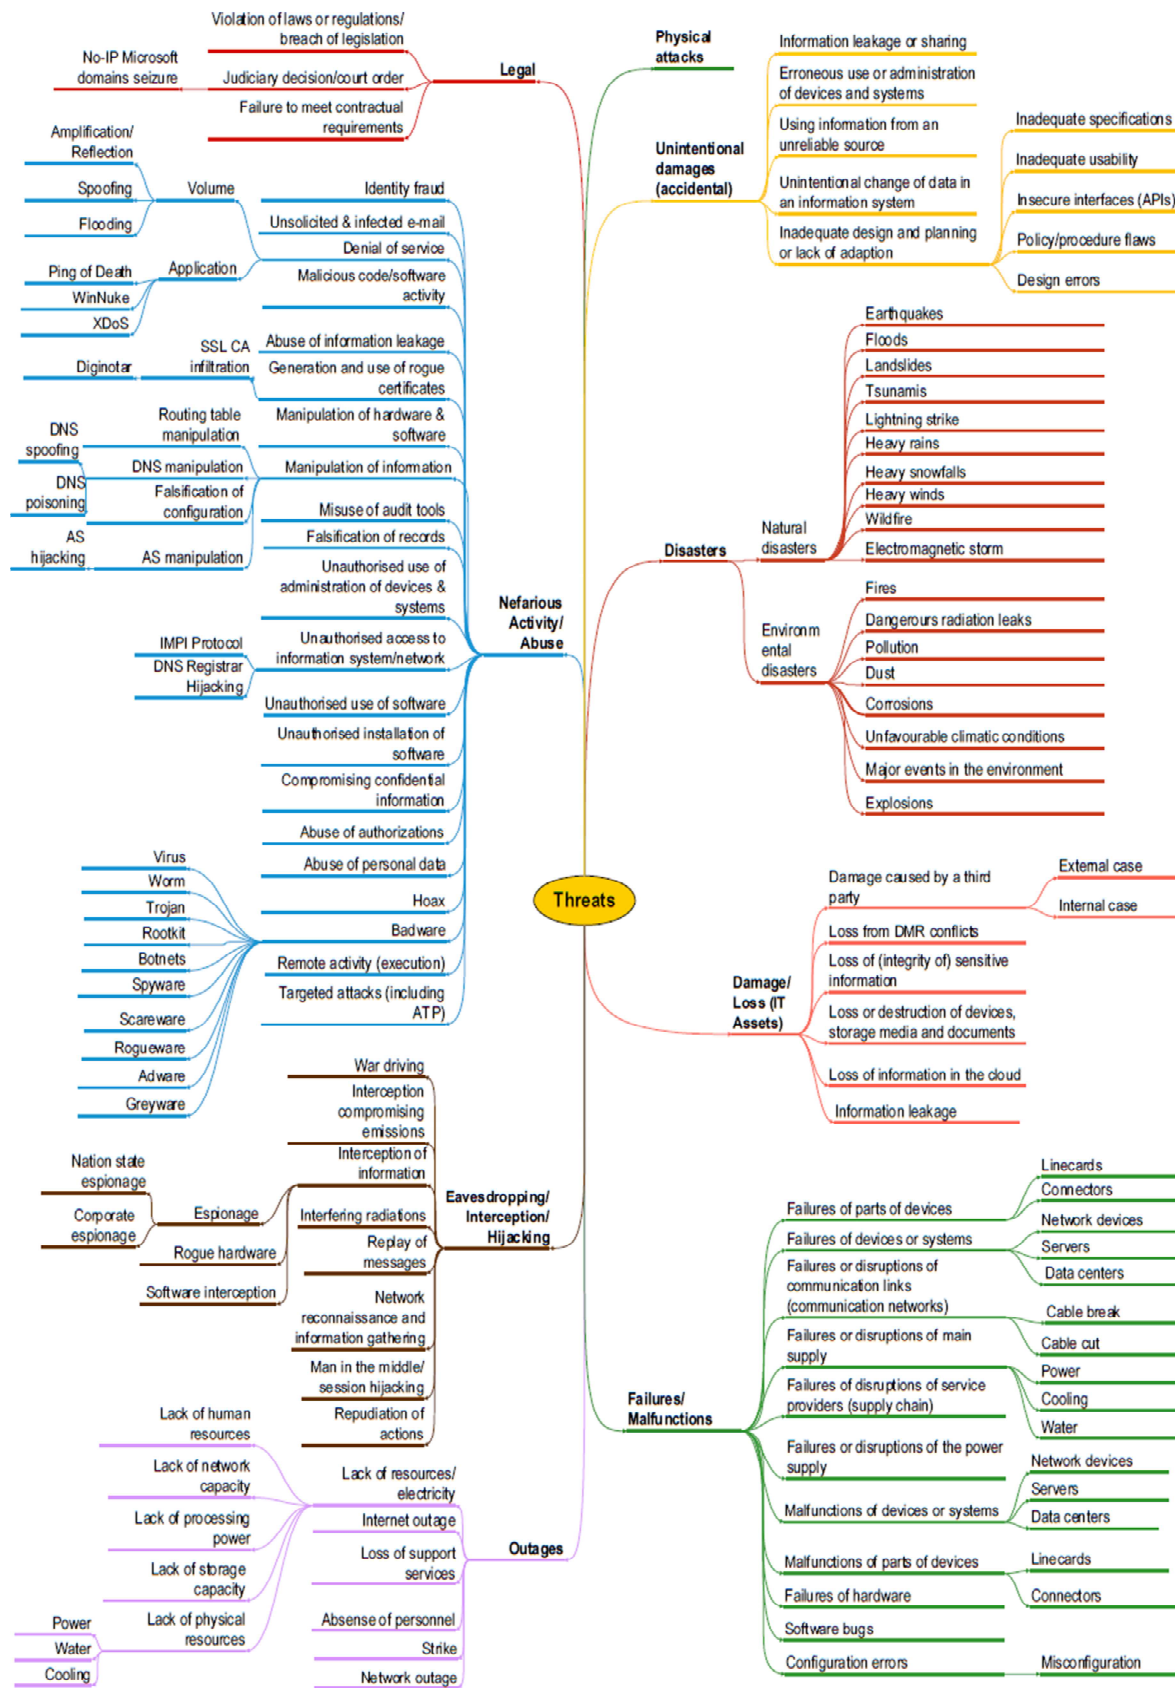 Violation of laws or regulations/
breach of legislation
No-IP Microsoft
domains seizure
Judiciary decision/court order
Legal
Failure to meet contractual
requirements
Amplification/
Reflection
Spoofing
Volume
Flooding
Ping of Death
Application
WinNuke
XDoS
Identity fraud
Unsolicited & infected e-mail
Denial of service
Malicious code/software
activity
Abuse of information leakage
Diginotar
SSL CA
infiltration
Generation and use of rogue
certificates
Manipulation of hardware &
software
Routing table
manipulation
DNS
spoofing
DNS manipulation
Manipulation of information
DNS
poisoning
Falsification of
configuration
AS
hijacking
AS manipulation
Misuse of audit tools
Falsification of records
Unauthorised use of
administration of devices &
systems
Nefarious
Activity/
Abuse
IMPI Protocol
DNS Registrar
Hijacking
Unauthorised access to
information system/network
Unauthorised use of software
Unauthorised installation of
software
Compromising confidential
information
Abuse of authorizations
Abuse of personal data
Hoax
Badware
Virus
Worm
Trojan
Rootkit
Botnets
Spyware
Scareware
Rogueware
Adware
Greyware
Remote activity (execution)
Targeted attacks (including
ATP)
War driving
Interception
compromising
emissions
Interception of
information
Nation state
espionage
Corporate
espionage
Espionage
Rogue hardware
Software interception
Interfering radiations
Replay of
messages
Eavesdropping/
Interception/
Hijacking
Network
reconnaissance and
information gathering
Man in the middle/
session hijacking
Repudiation of
actions
Lack of human
resources
Lack of network
capacity
Lack of processing
power
Lack of storage
capacity
Lack of physical
resources
Power
Water
Cooling
Lack of resources/
electricity
Internet outage
Loss of support
services
Outages
Absense of personnel
Strike
Network outage
Threats
Physical
attacks
Unintentional
damages
(accidental)
Information leakage or sharing
Erroneous use or administration
of devices and systems
Using information from an
unreliable source
Unintentional change of data in
an information system
Inadequate design and planning
or lack of adaption
Inadequate specifications
Inadequate usability
Insecure interfaces (APIs)
Policy/procedure flaws
Design errors
Disasters
Natural
disasters
Earthquakes
Floods
Landslides
Tsunamis
Lightning strike
Heavy rains
Heavy snowfalls
Heavy winds
Wildfire
Electromagnetic storm
Environm
ental
disasters
Fires
Dangerours radiation leaks
Pollution
Dust
Corrosions
Unfavourable climatic conditions
Major events in the environment
Explosions
Damage/
Loss (IT
Assets)
Damage caused by a third
party
External case
Internal case
Loss from DMR conflicts
Loss of (integrity of) sensitive
information
Loss or destruction of devices,
storage media and documents
Loss of information in the cloud
Information leakage
Failures/
Malfunctions
Failures of parts of devices
Linecards
Connectors
Failures of devices or systems
Network devices
Servers
Data centers
Failures or disruptions of
communication links
(communication networks)
Cable break
Cable cut
Failures or disruptions of main
supply
Power
Cooling
Water
Failures of disruptions of service
providers (supply chain)
Failures or disruptions of the power
supply
Malfunctions of devices or systems
Network devices
Servers
Data centers
Malfunctions of parts of devices
Linecards
Connectors
Failures of hardware
Software bugs
Configuration errors
Misconfiguration